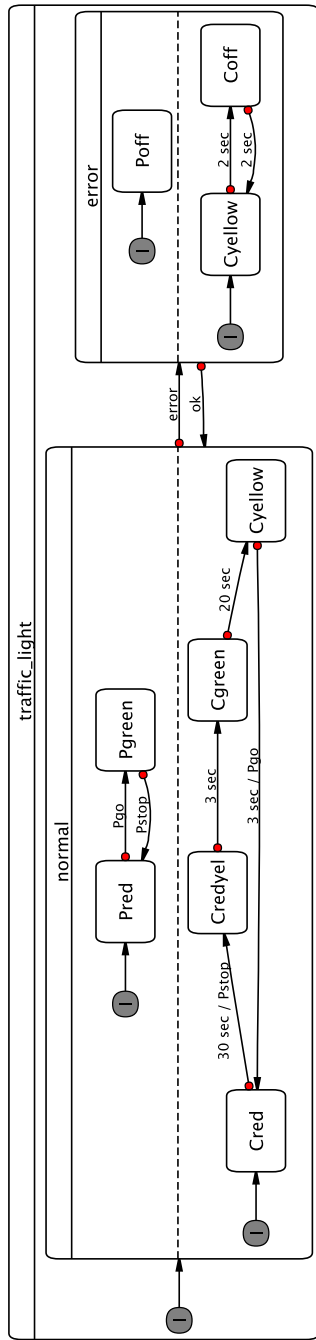 traffic_light
normal
I
I
Pred
Pgo
Pstop
Pgreen
I
Cred
30 sec / Pstop
Credyel
3 sec
Cgreen
20 sec
Cyellow
3 sec / Pgo
error
ok
error
I
Poff
I
Cyellow
2 sec
2 sec
Coff